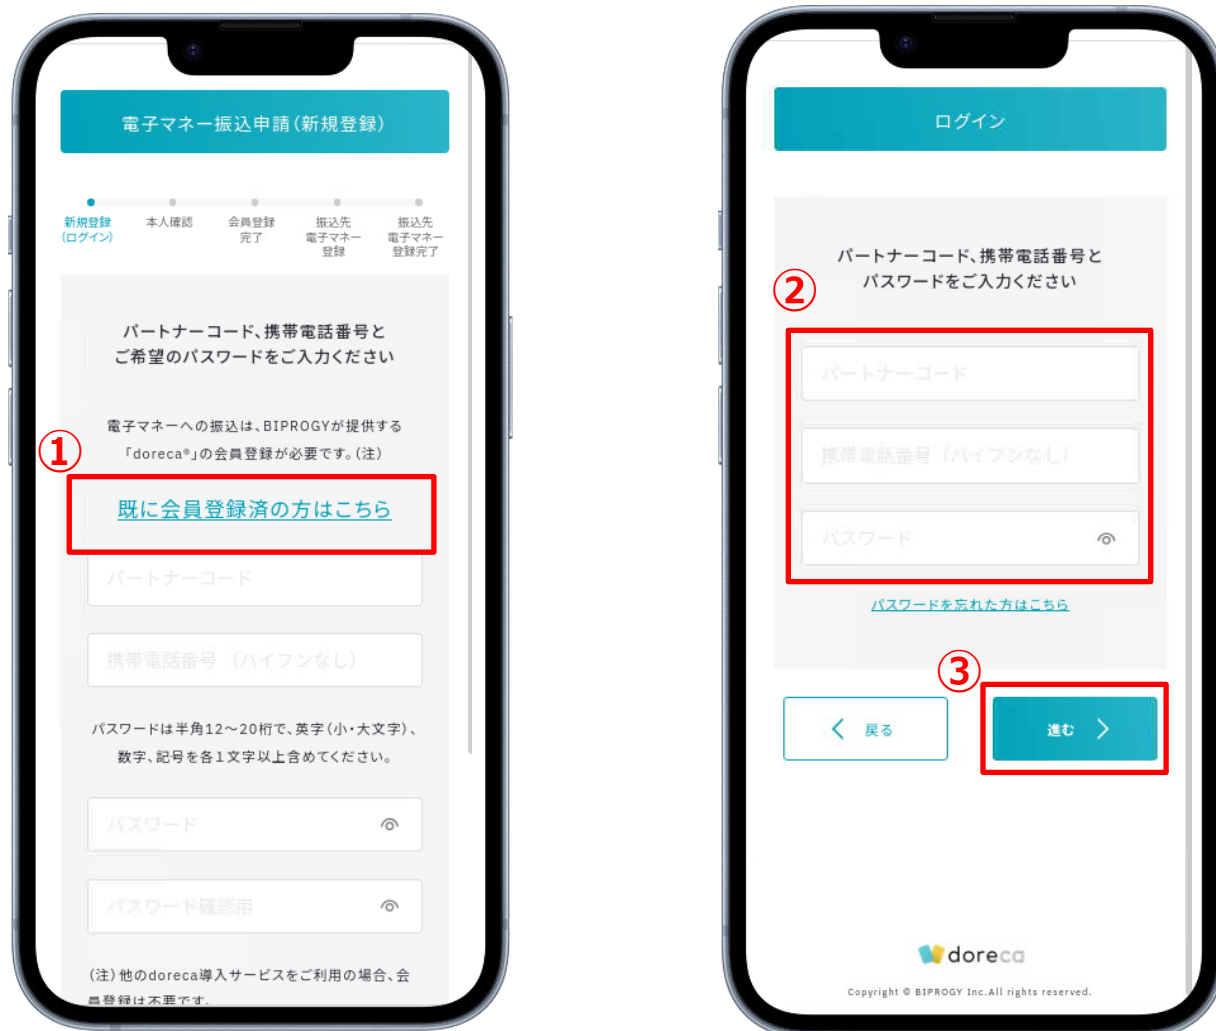 電子マネー振込申請(新規登録)
新規登録
(ログイン)
本人確認
会員登録
完了
振込先
電子マネー
登録
振込先
電子マネー
登録完了
パートナーコード、携帯電話番号と
ご希望のパスワードをご入力ください
電子マネーへの振込は、BIPROGYが提供する
「doreca®」の会員登録が必要です。(注)
①
既に会員登録済の方はこちら
パートナーコード
携帯電話番号 (ハイフンなし)
パスワードは半角12～20桁で、英字(小・大文字)、
数字、記号を各1文字以上含めてください。
パスワード
パスワード確認用
(注)他のdoreca導入サービスをご利用の場合、会
員登録は不要です。
ログイン
パートナーコード、携帯電話番号と
パスワードをご入力ください
②
パートナーコード
携帯電話番号 (ハイフンなし)
パスワード
パスワードを忘れた方はこちら
③
戻る
進む
doreca
Copyright © BIPROGY Inc.All rights reserved.